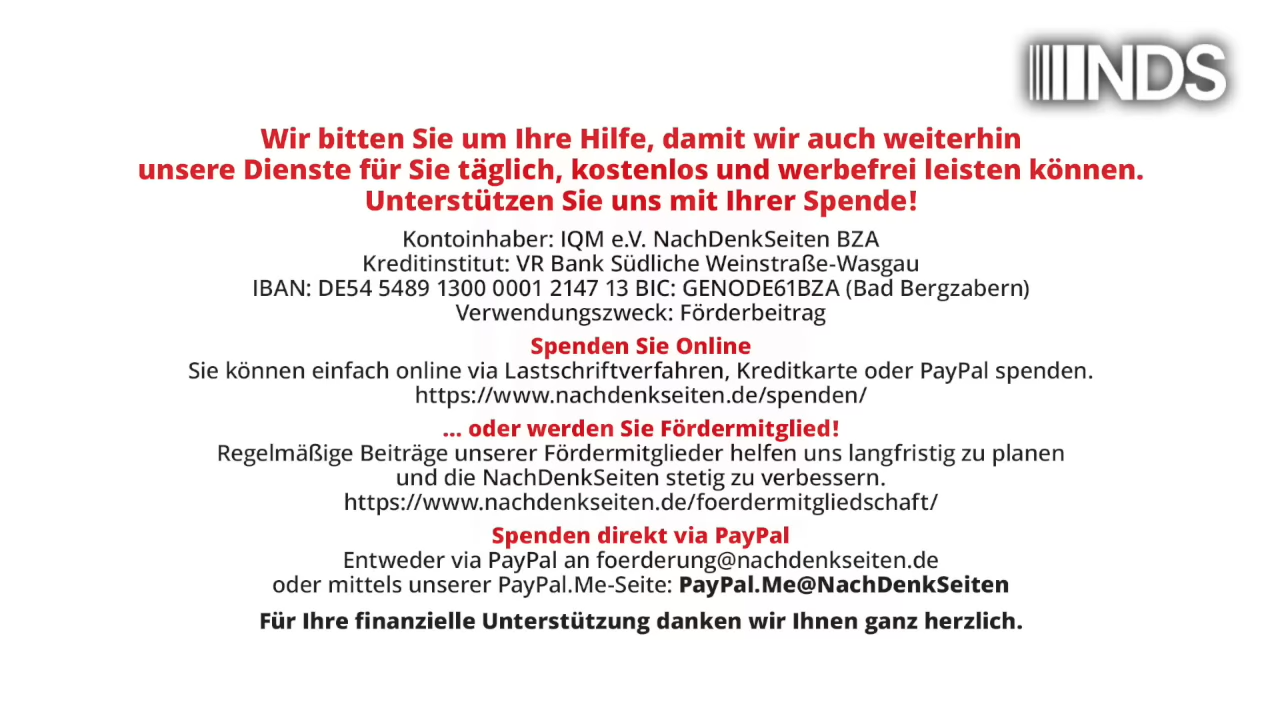 NDS
Wir bitten Sie um Ihre Hilfe, damit wir auch weiterhin
unsere Dienste für Sie täglich, kostenlos und werbefrei leisten können.
Unterstützen Sie uns mit Ihrer Spende!
Kontoinhaber: IQM e.V. NachDenkSeiten BZA
Kreditinstitut: VR Bank Südliche Weinstraße-Wasgau
IBAN: DE54 5489 1300 0001 2147 13 BIC: GENODE61BZA (Bad Bergzabern)
Verwendungszweck: Förderbeitrag
Spenden Sie Online
Sie können einfach online via Lastschriftverfahren, Kreditkarte oder PayPal spenden.
https://www.nachdenkseiten.de/spenden/
... oder werden Sie Fördermitglied!
Regelmäßige Beiträge unserer Fördermitglieder helfen uns langfristig zu planen
und die NachDenkSeiten stetig zu verbessern.
https://www.nachdenkseiten.de/foerdermitgliedschaft/
Spenden direkt via PayPal
Entweder via PayPal an foerderung@nachdenkseiten.de
oder mittels unserer PayPal.Me-Seite: PayPal.Me@NachDenkSeiten
Für Ihre finanzielle Unterstützung danken wir Ihnen ganz herzlich.